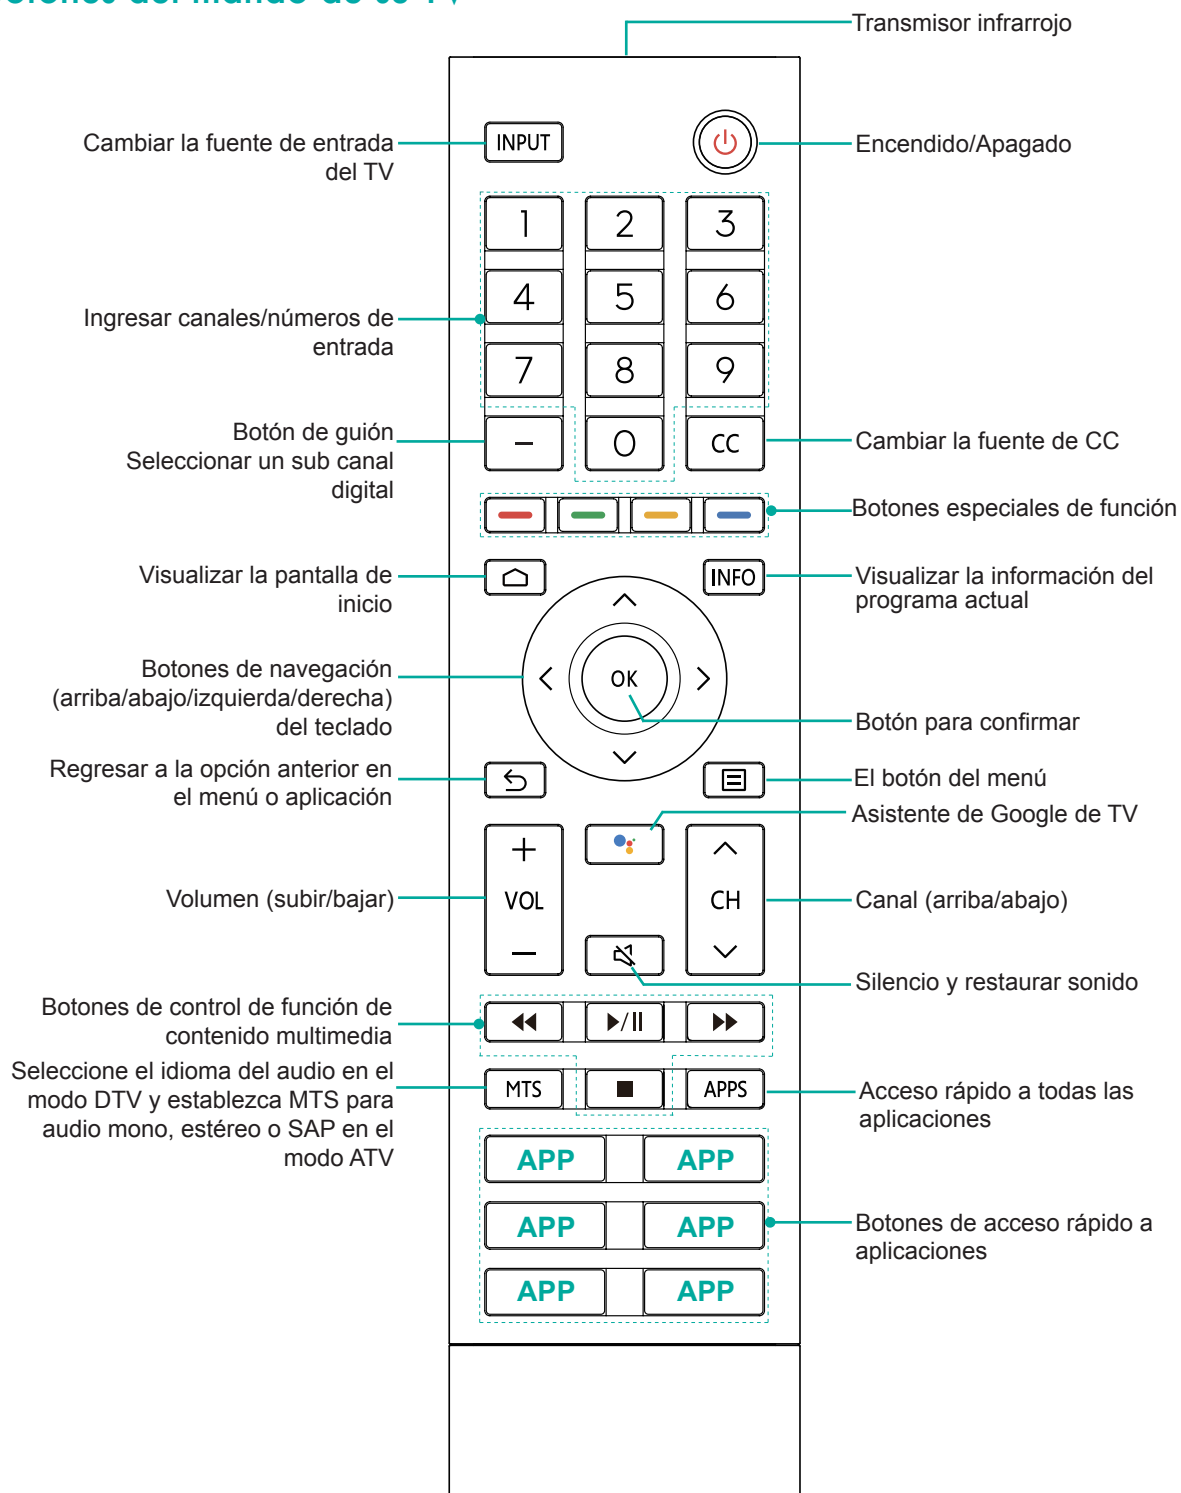 Botones del mando de su TV
Transmisor infrarrojo
Cambiar la fuente de entrada
del TV
INPUT
Encendido/Apagado
1 2 3
4 5 6
Ingresar canales/números de
entrada
7 8 9
Botón de guión
Seleccionar un sub canal
digital
– 0 CC
Cambiar la fuente de CC
Botones especiales de función
Visualizar la pantalla de
inicio
INFO
Visualizar la información del
programa actual
Botones de navegación
(arriba/abajo/izquierda/derecha)
del teclado
OK
Botón para confirmar
Regresar a la opción anterior en
el menú o aplicación
El botón del menú
Asistente de Google de TV
Volumen (subir/bajar)
+
VOL
–
CH
Canal (arriba/abajo)
Silencio y restaurar sonido
Botones de control de función de
contenido multimedia
Seleccione el idioma del audio en el
modo DTV y establezca MTS para
audio mono, estéreo o SAP en el
modo ATV
MTS
APPS
Acceso rápido a todas las
aplicaciones
APP APP
APP APP
APP APP
Botones de acceso rápido a
aplicaciones